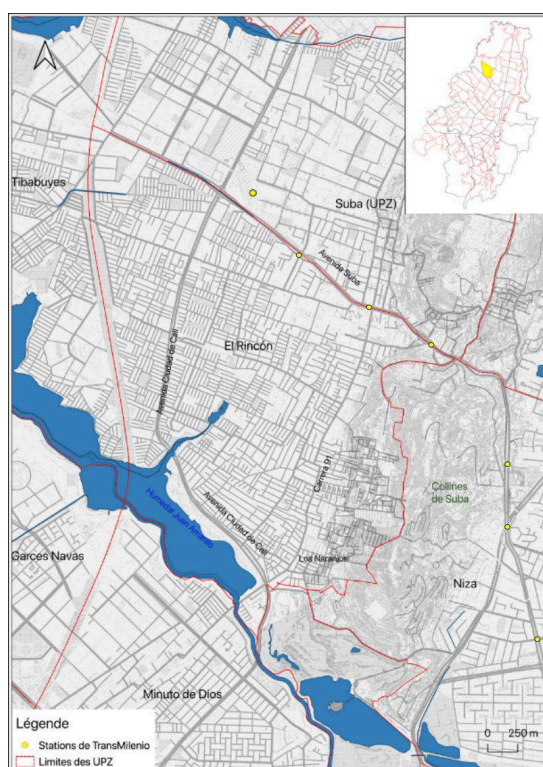 Tibabuyes
Suba (UPZ)
Avenida Suba
El Rincón
Avenida Ciudad de Cali
Carrera 91
Collines
de Suba
Humedal Juan Amarillo
Avenida Ciudad de Cali
Garces Navas
Los Naranjos
Niza
Minuto de Dios
Légende
Stations de TransMilenio
Limites des UPZ
0 250 m